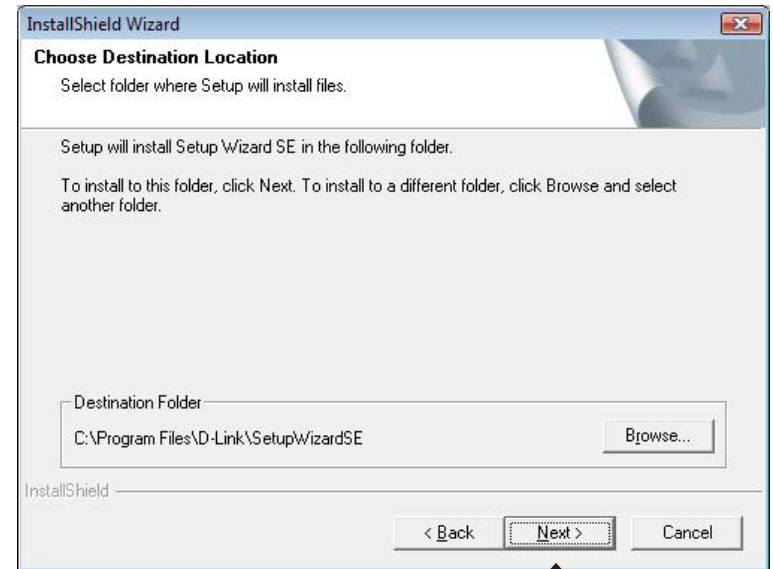 InstallShield Wizard
Choose Destination Location
Select folder where Setup will install files.
Setup will install Setup Wizard SE in the following folder.
To install to this folder, click Next. To install to a different folder, click Browse and select
another folder.
Destination Folder
C:\Program Files\D-Link\SetupWizardSE
Browse...
InstallShield
< Back
Next >
Cancel